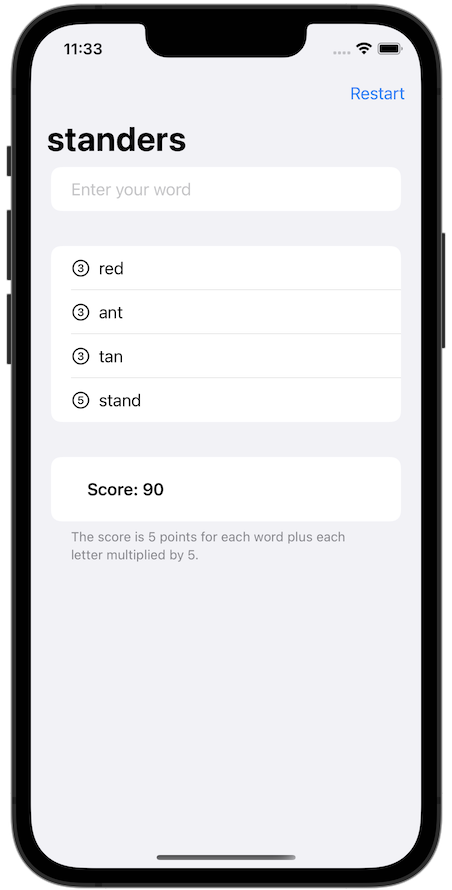 11:33
Restart
standers
Enter your word
3 red
3 ant
3 tan
5 stand
Score: 90
The score is 5 points for each word plus each
letter multiplied by 5.